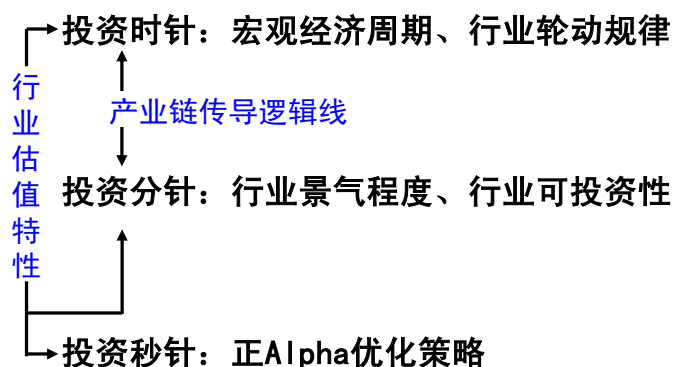 投资时针：宏观经济周期、行业轮动规律
行业估值特性
产业链传导逻辑线
投资分针：行业景气程度、行业可投资性
投资秒针：正Alpha优化策略